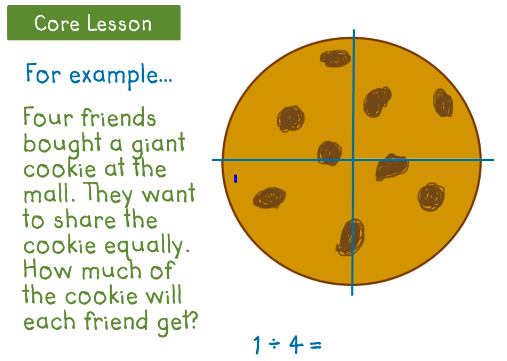 Core Lesson
For example...
Four friends
bought a giant
cookie at the
mall. They want
to share the
cookie equally.
How much of
the cookie will
each friend get?
1 ÷ 4 =